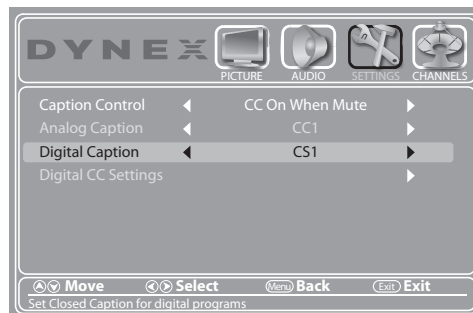 DYNEX
PICTURE AUDIO SETTINGS CHANNELS
Caption Control CC On When Mute
Analog Caption CC1
Digital Caption CS1
Digital CC Settings
Move Select Menu Back Exit Exit
Set Closed Caption for digital programs